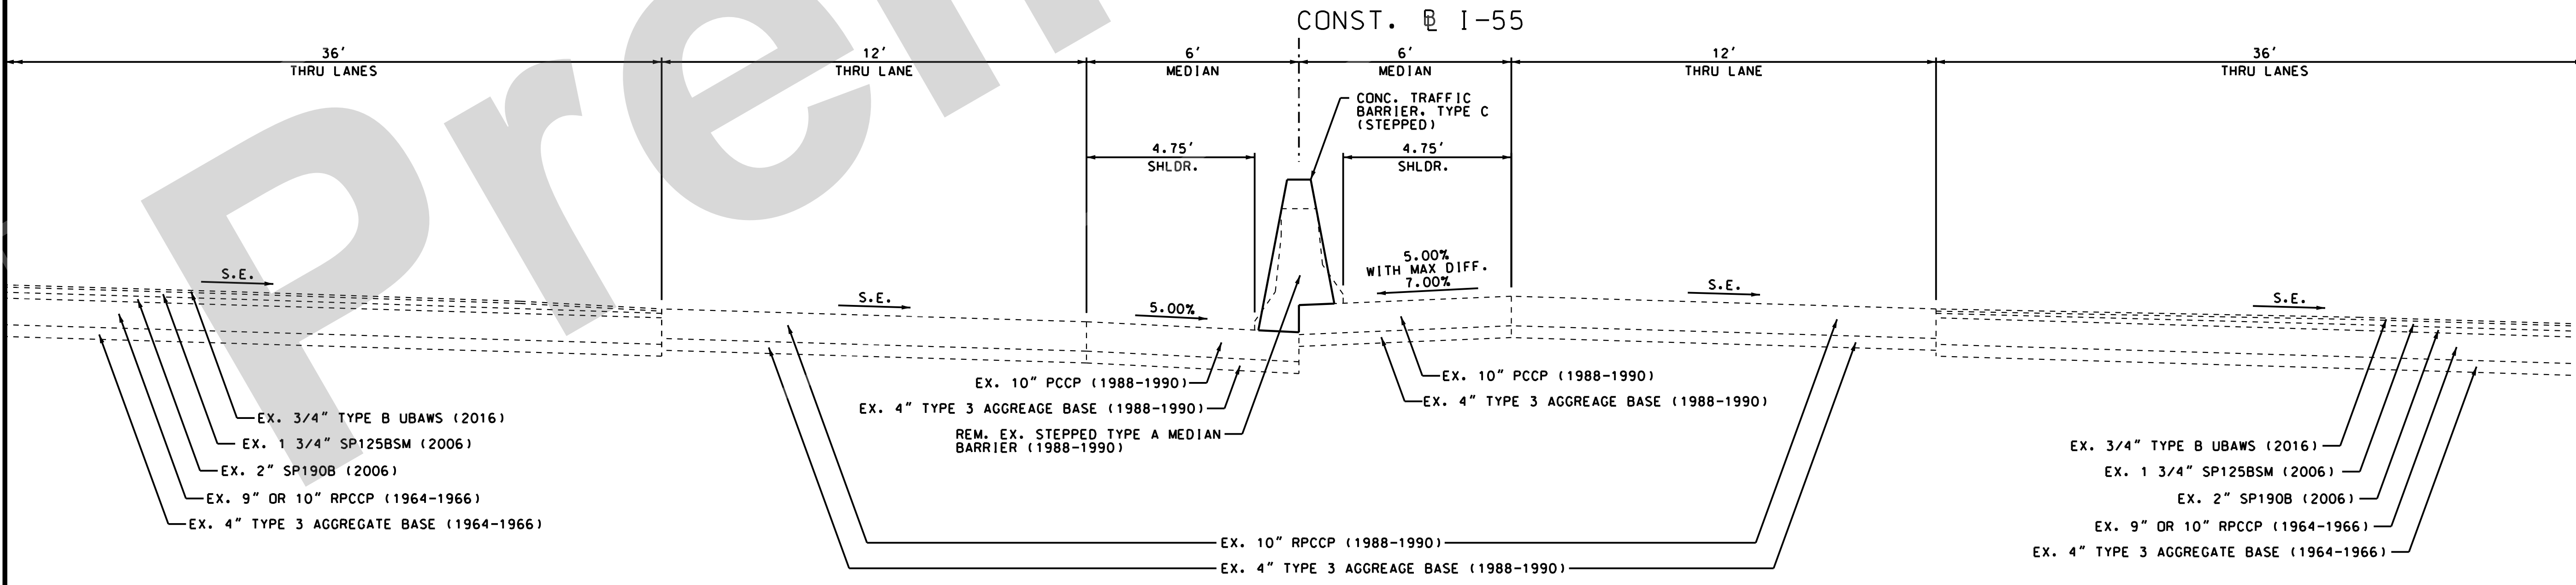 CONST. ℄ I-55
36' 12' 6' 6' 12' 36'
THRU LANES THRU LANE MEDIAN MEDIAN THRU LANE THRU LANES
CONC. TRAFFIC
BARRIER, TYPE C
(STEPPED)
4.75' 4.75'
SHLDR. SHLDR.
5.00%
WITH MAX DIFF.
7.00%
S.E.
S.E.
5.00%
S.E.
S.E.
EX. 10" PCCP (1988-1990)
EX. 4" TYPE 3 AGGREAGE BASE (1988-1990)
REM. EX. STEPPED TYPE A MEDIAN
BARRIER (1988-1990)
EX. 10" PCCP (1988-1990)
EX. 4" TYPE 3 AGGREAGE BASE (1988-1990)
EX. 3/4" TYPE B UBAWS (2016)
EX. 1 3/4" SP125BSM (2006)
EX. 2" SP190B (2006)
EX. 9" OR 10" RPCCP (1964-1966)
EX. 4" TYPE 3 AGGREGATE BASE (1964-1966)
EX. 3/4" TYPE B UBAWS (2016)
EX. 1 3/4" SP125BSM (2006)
EX. 2" SP190B (2006)
EX. 9" OR 10" RPCCP (1964-1966)
EX. 4" TYPE 3 AGGREGATE BASE (1964-1966)
EX. 10" RPCCP (1988-1990)
EX. 4" TYPE 3 AGGREAGE BASE (1988-1990)